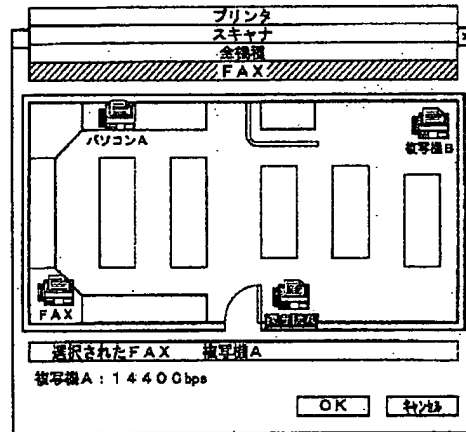 プリンタ
スキャナ
全機種
FAX
パソコンA
複写機B
FAX
選択されたFAX 複写機A
複写機A:14400bps
OK
キャンセル